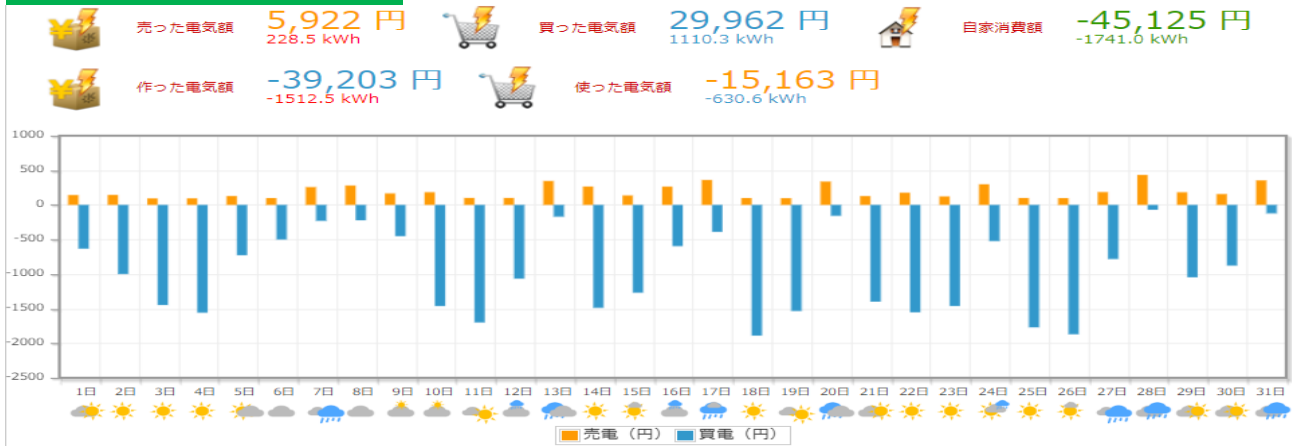 売った電気額 5,922 円 買った電気額 29,962 円 自家消費額 -45,125 円
228.5 kWh 1110.3 kWh -1741.0 kWh
作った電気額 -39,203 円 使った電気額 -15,163 円
-1512.5 kWh -630.6 kWh
1000
500
0
-500
-1000
-1500
-2000
-2500
1日 2日 3日 4日 5日 6日 7日 8日 9日 10日 11日 12日 13日 14日 15日 16日 17日 18日 19日 20日 21日 22日 23日 24日 25日 26日 27日 28日 29日 30日 31日
売電（円） 買電（円）